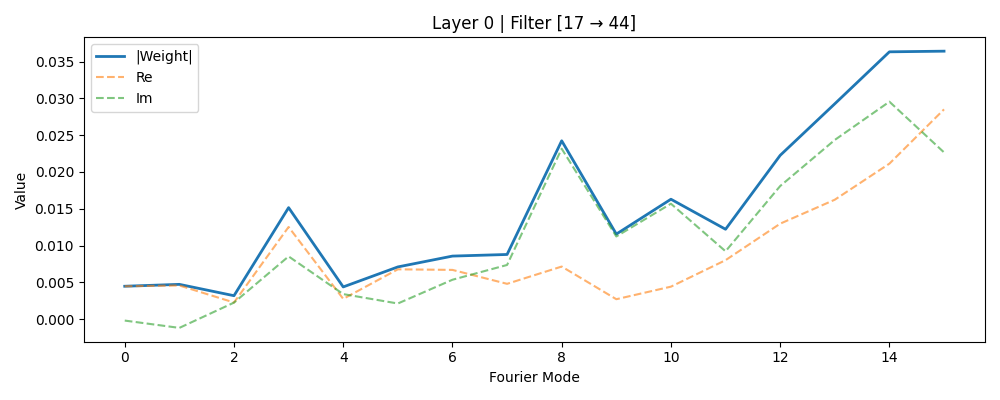 Layer 0 | Filter [17 → 44]
|Weight|
Re
Im
0.035
0.030
0.025
0.020
0.015
0.010
0.005
0.000
Value
0 2 4 6 8 10 12 14
Fourier Mode